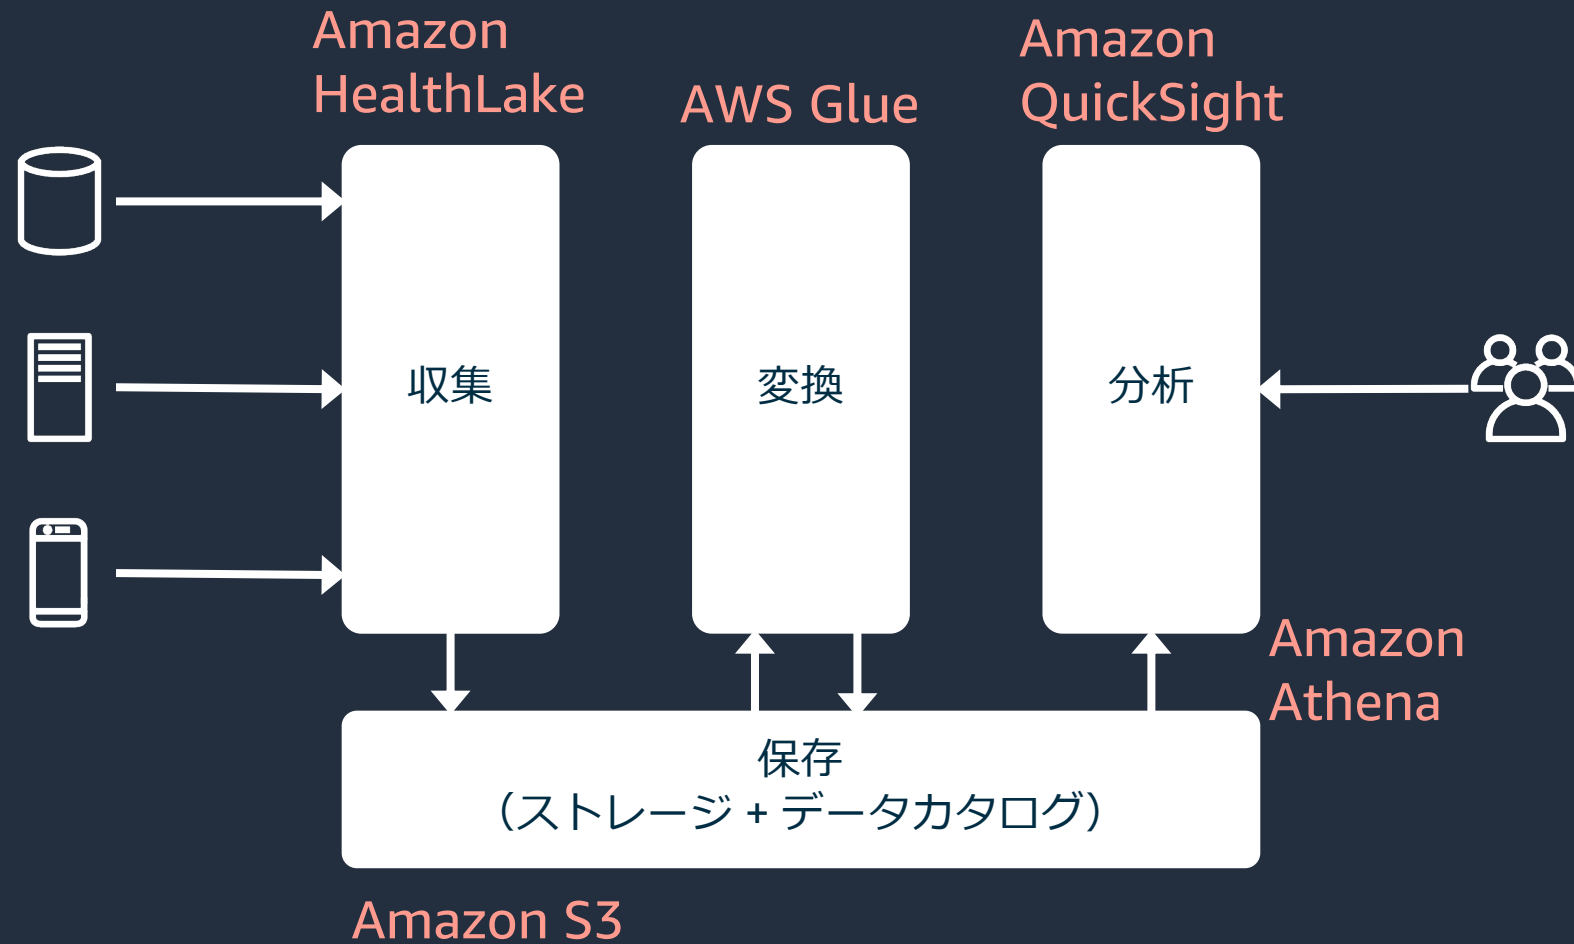 Amazon
HealthLake
AWS Glue
Amazon
QuickSight
収集
変換
分析
Amazon
Athena
保存
（ストレージ + データカタログ）
Amazon S3